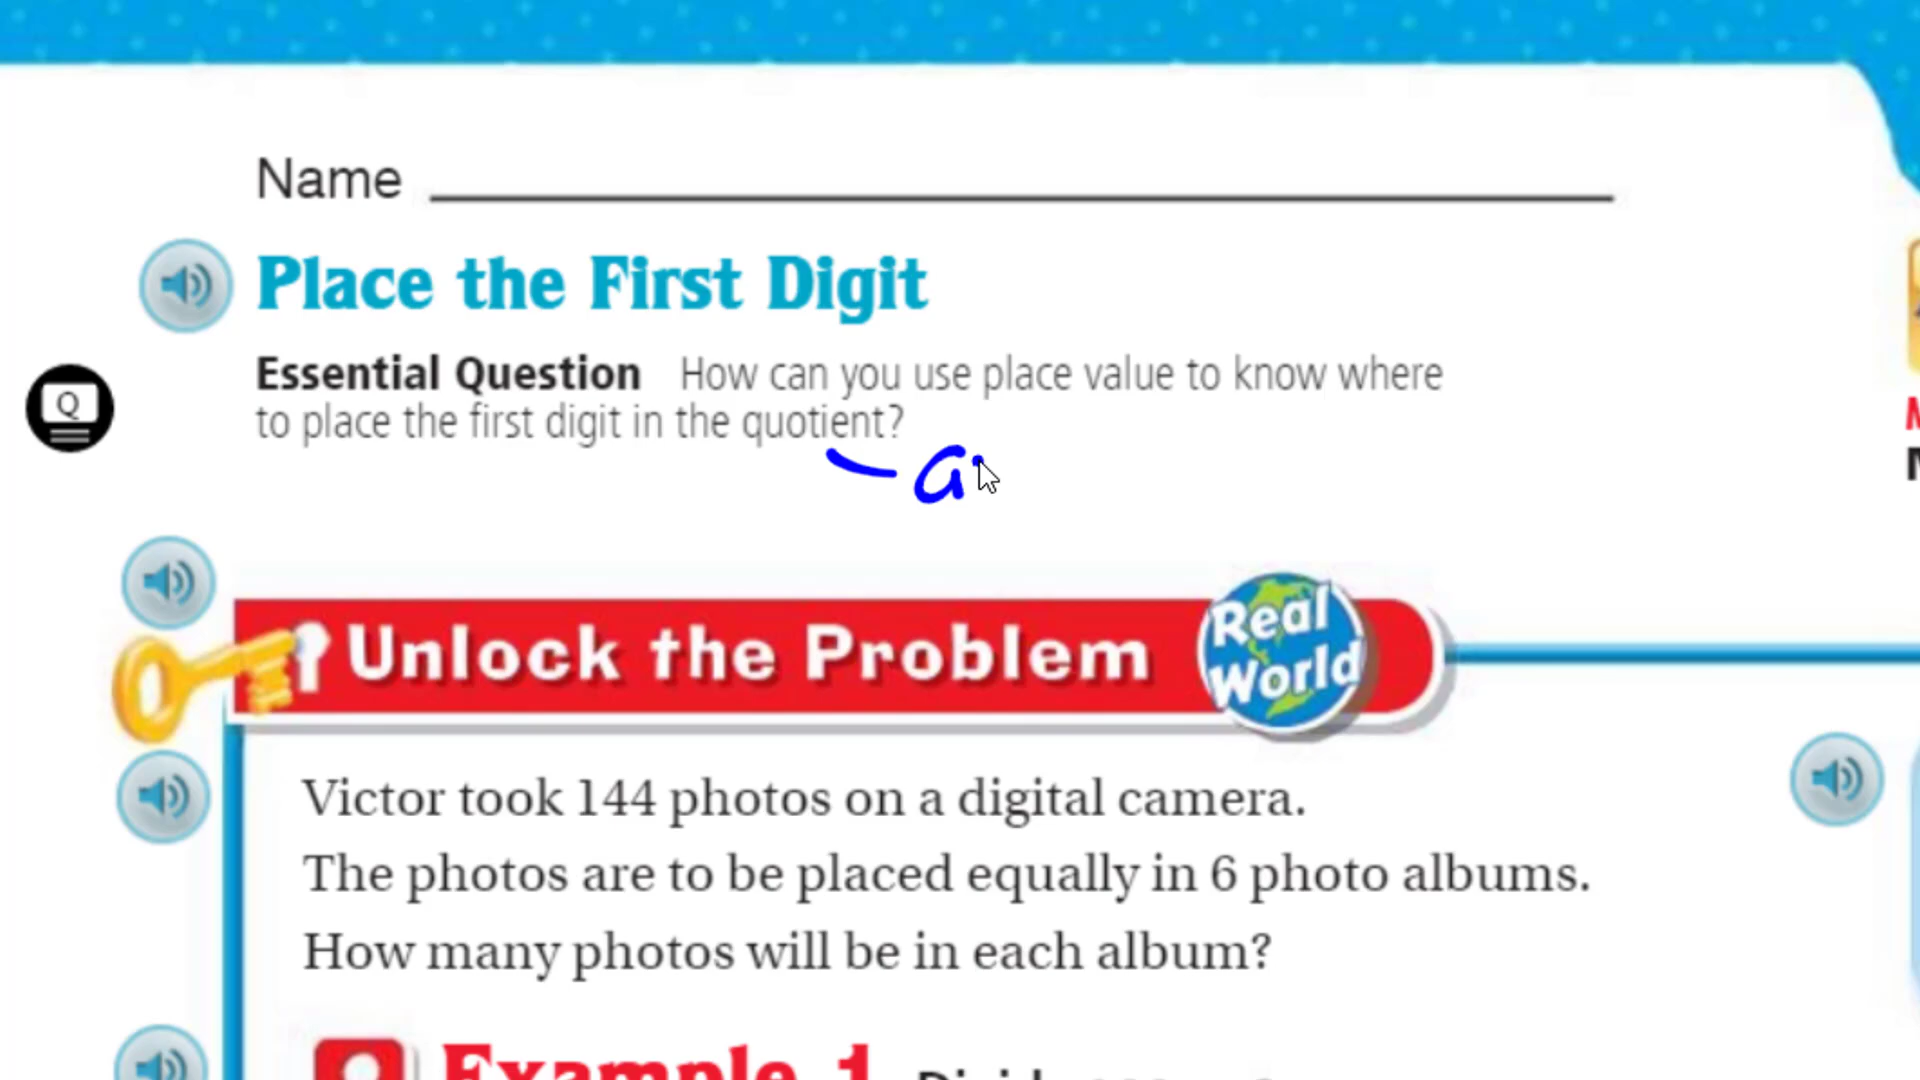 Name
Place the First Digit
Essential Question How can you use place value to know where
to place the first digit in the quotient?
Q
a
Unlock the Problem
Real
World
Victor took 144 photos on a digital camera.
The photos are to be placed equally in 6 photo albums.
How many photos will be in each album?
Example 1